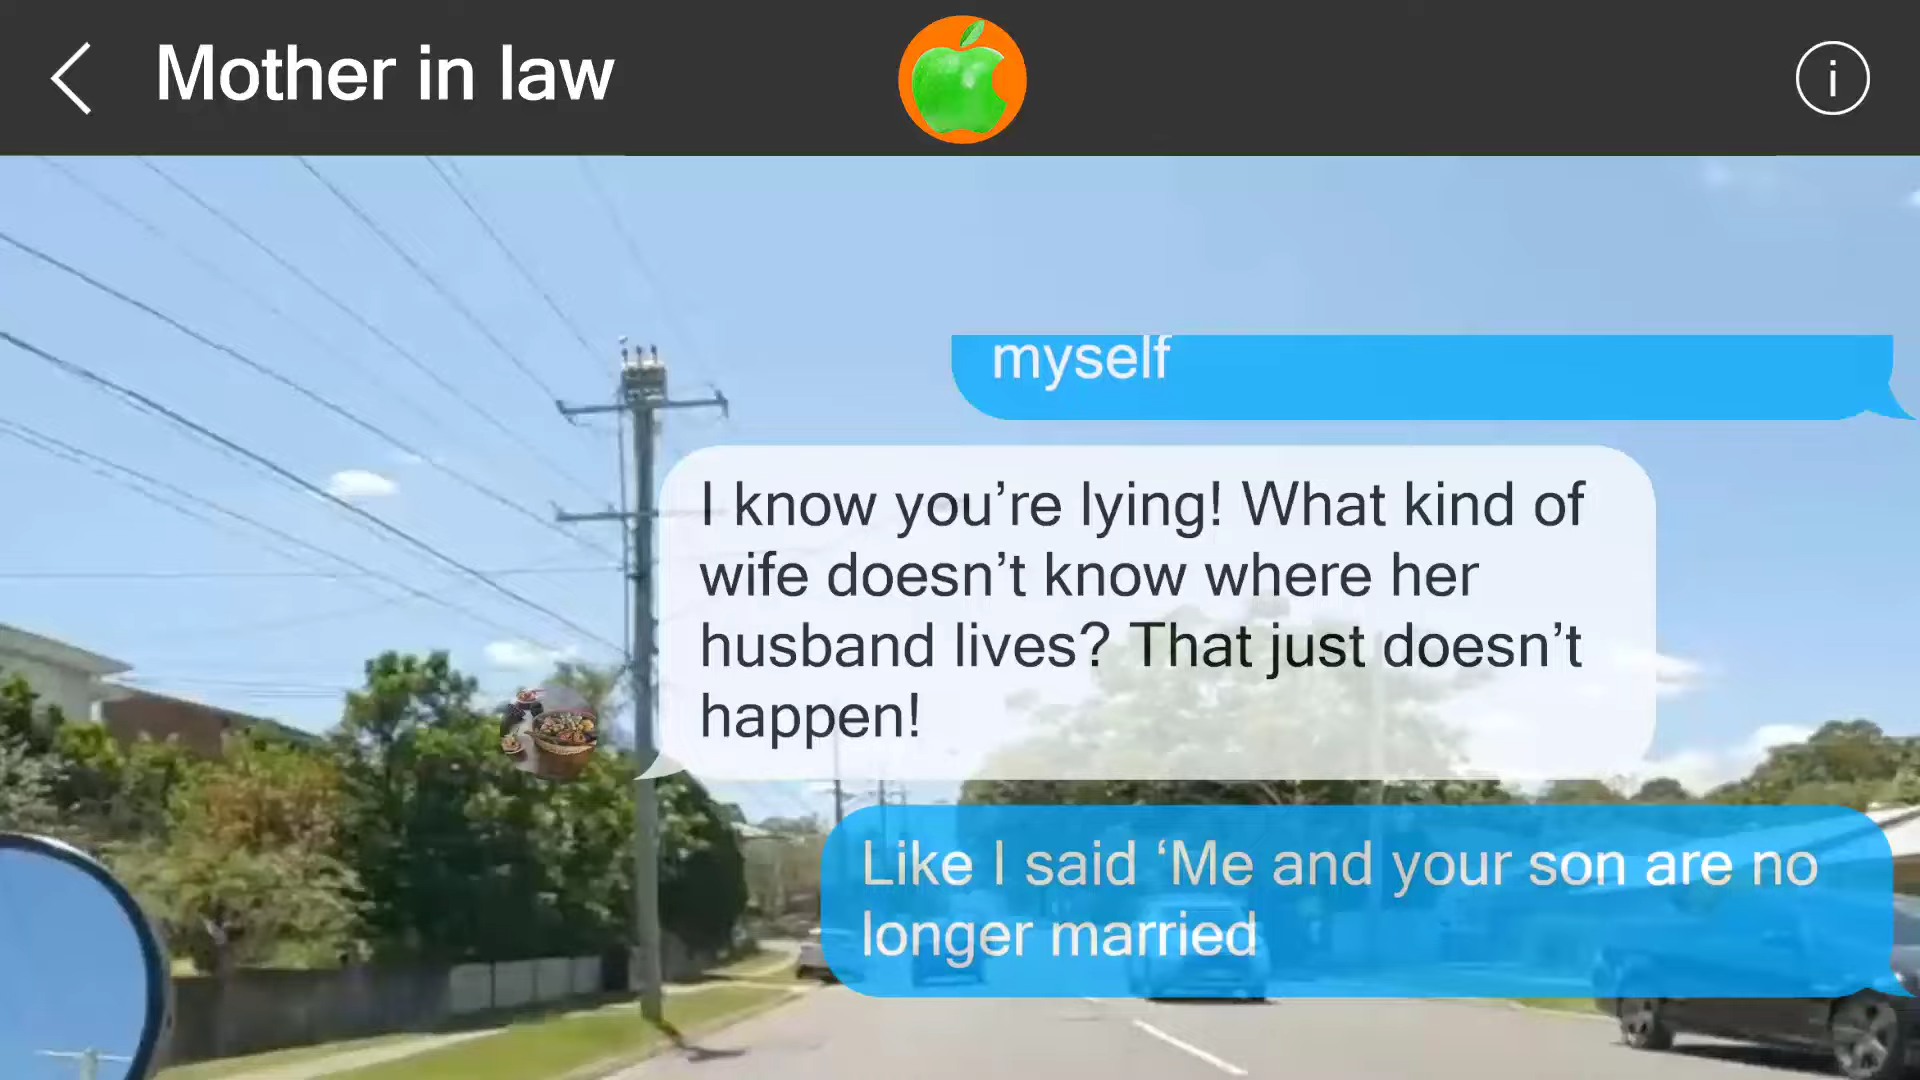 Mother in law
myself
I know you’re lying! What kind of
wife doesn’t know where her
husband lives? That just doesn’t
happen!
Like I said ‘Me and your son are no
longer married